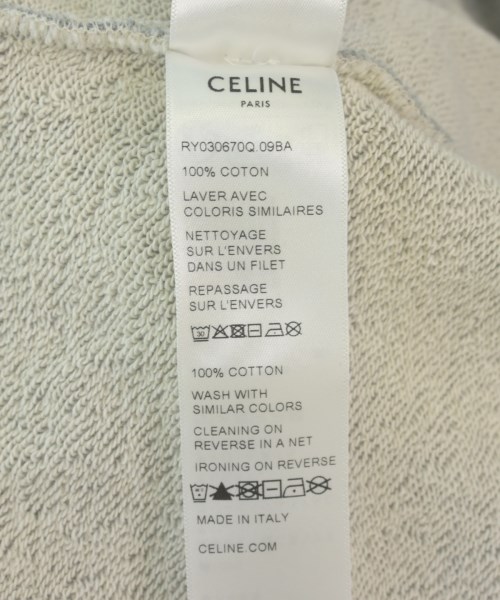 CELINE
PARIS
RY030670Q.09BA
100% COTON
LAVER AVEC
COLORIS SIMILAIRES
NETTOYAGE
SUR L'ENVERS
DANS UN FILET
REPASSAGE
SUR L'ENVERS
30
100% COTTON
WASH WITH
SIMILAR COLORS
CLEANING ON
REVERSE IN A NET
IRONING ON REVERSE
MADE IN ITALY
CELINE.COM